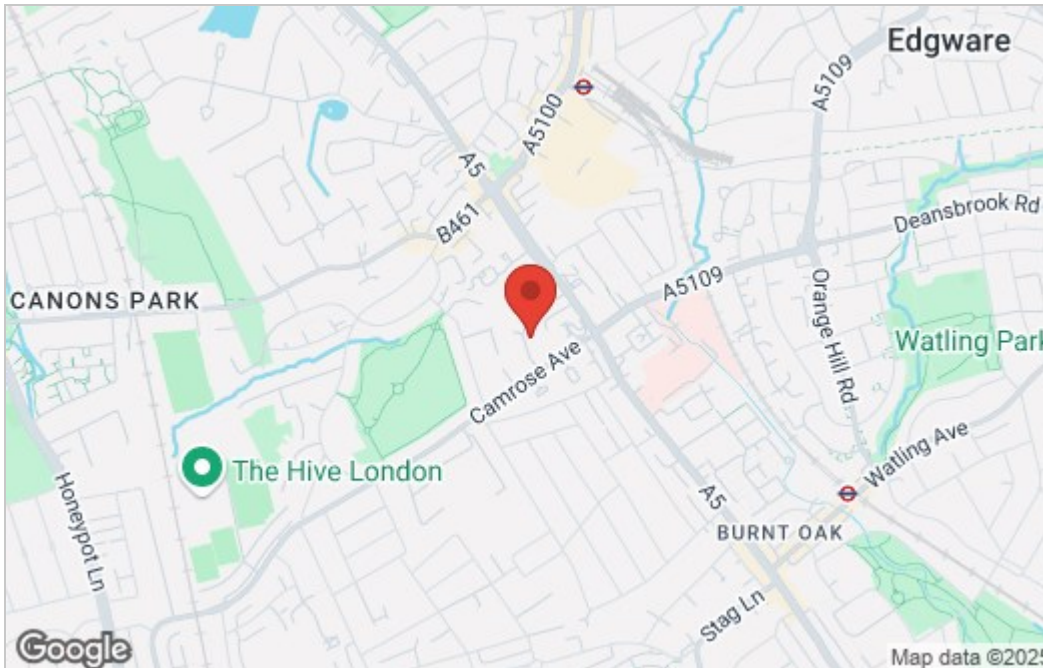 Edgware
A5109
A5100
A5
B461
Deansbrook Rd
A5109
CANONS PARK
Orange Hill Rd
Watling Park
Camrose Ave
Watling Ave
The Hive London
A5
Honeypot Ln
BURNT OAK
Stag Ln
Google
Map data ©2025